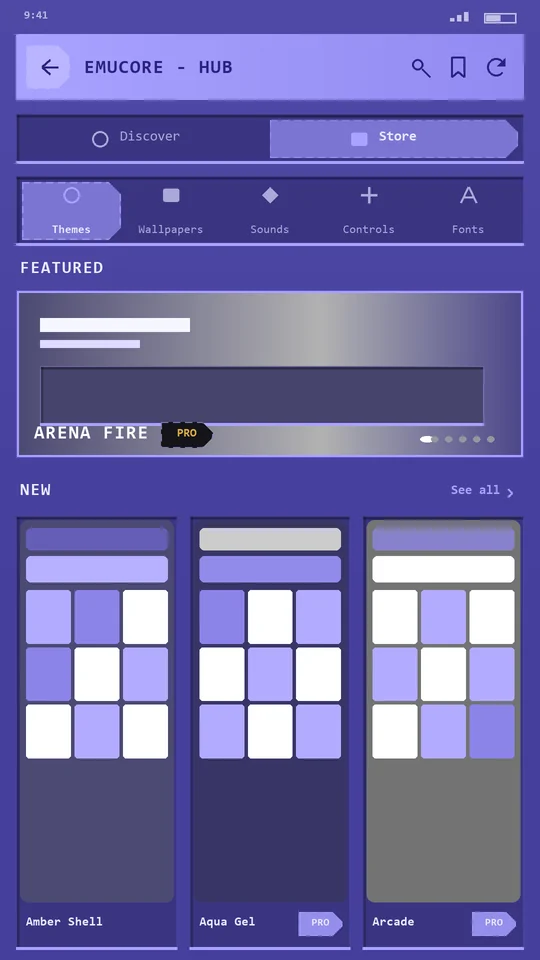 9:41
EMUCORE - HUB
Discover
Store
Themes
Wallpapers
Sounds
Controls
Fonts
FEATURED
ARENA FIRE PRO
NEW
See all
Amber Shell
Aqua Gel PRO
Arcade PRO